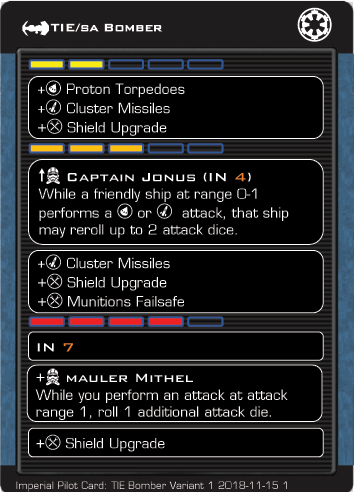 TIE/sa Bomber
+ Proton Torpedoes
+ Cluster Missiles
+ Shield Upgrade
Captain Jonus (IN 4)
While a friendly ship at range 0-1
performs a or attack, that ship
may reroll up to 2 attack dice.
+ Cluster Missiles
+ Shield Upgrade
+ Munitions Failsafe
IN 7
+ Mauler Mithel
While you perform an attack at attack
range 1, roll 1 additional attack die.
+ Shield Upgrade
Imperial Pilot Card: TIE Bomber Variant 1 2018-11-15 1